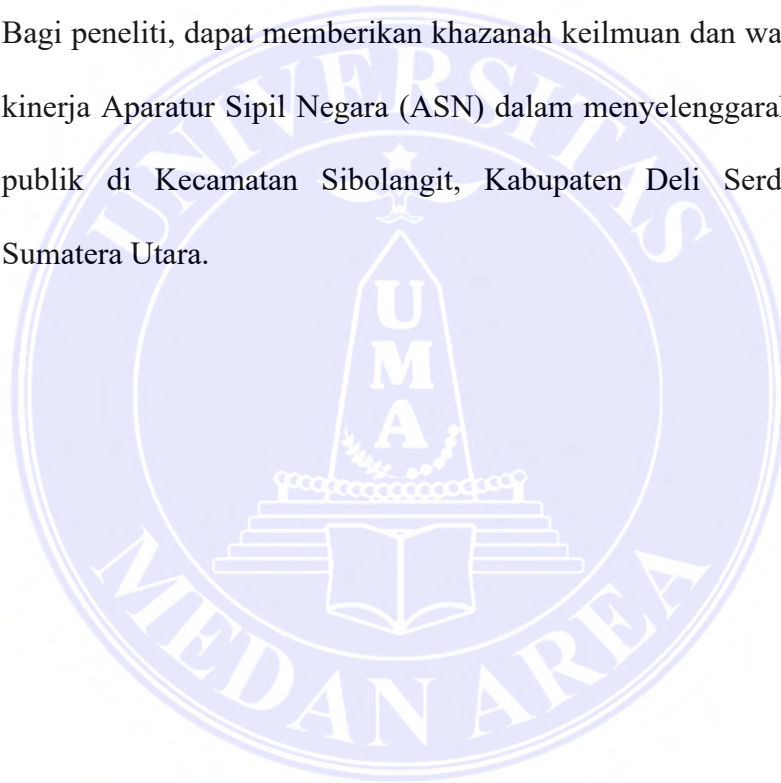 Bagi peneliti, dapat memberikan khazanah keilmuan dan
kinerja Aparatur Sipil Negara (ASN) dalam
publik di Kecamatan Sibolangit, Kabupaten Deli
Sumatera Utara.
UNIVERSITAS
U
M
A
MEDAN AREA